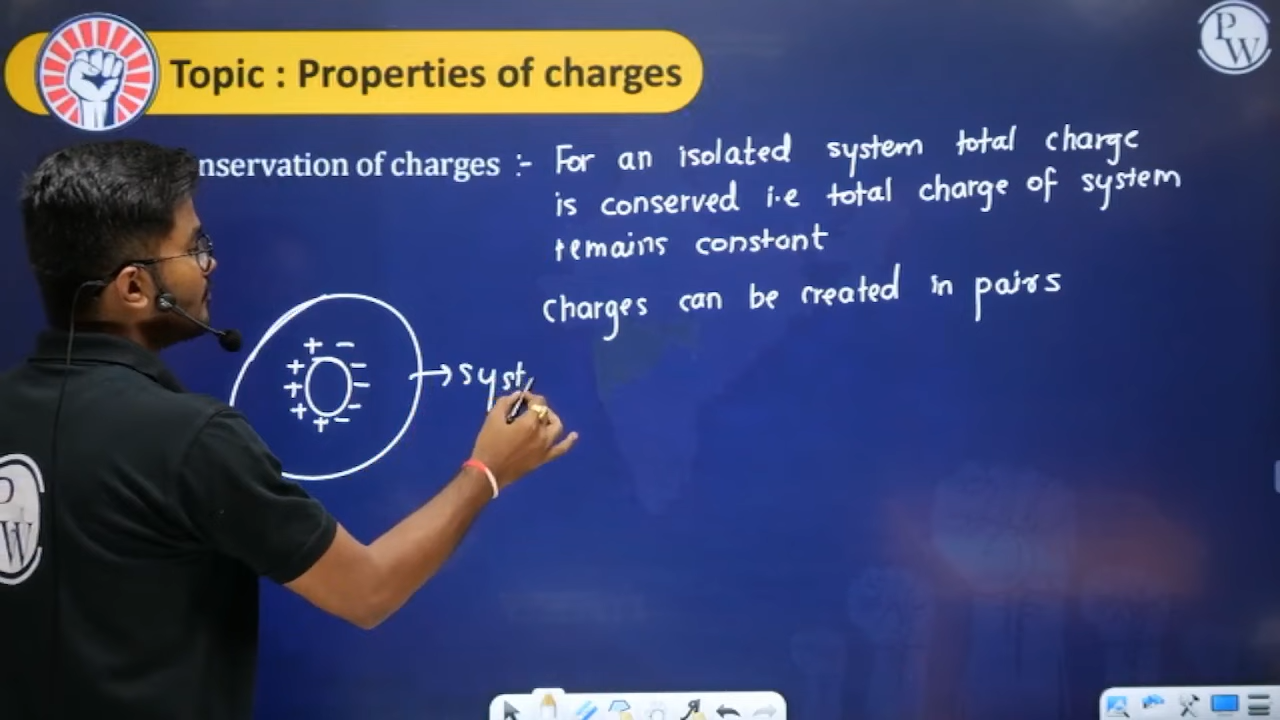 Topic : Properties of charges
PW
nservation of charges :- For an isolated system total charge
is conserved i.e total charge of system
remains constant
Charges can be created in pairs
+ -
+ -
+ -
+ -
+ -
→ syst
P
W